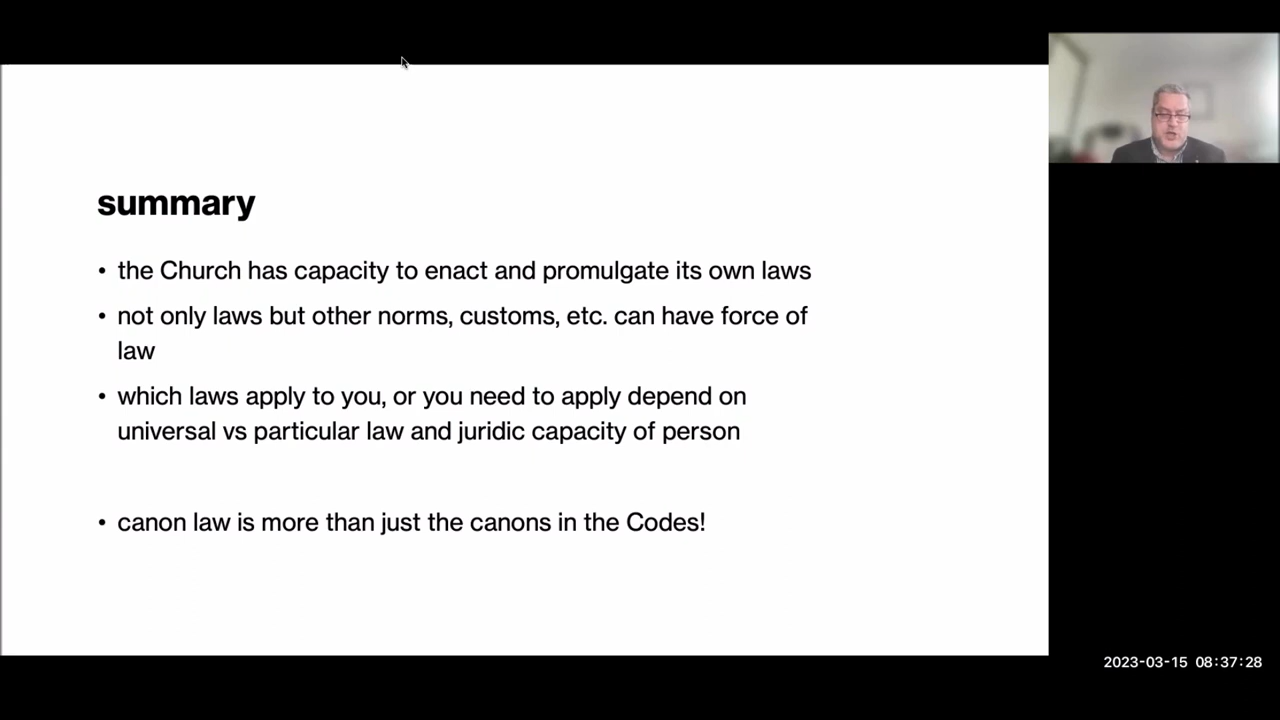 summary
• the Church has capacity to enact and promulgate its own laws
• not only laws but other norms, customs, etc. can have force of
law
• which laws apply to you, or you need to apply depend on
universal vs particular law and juridic capacity of person
• canon law is more than just the canons in the Codes!
2023-03-15 08:37:28